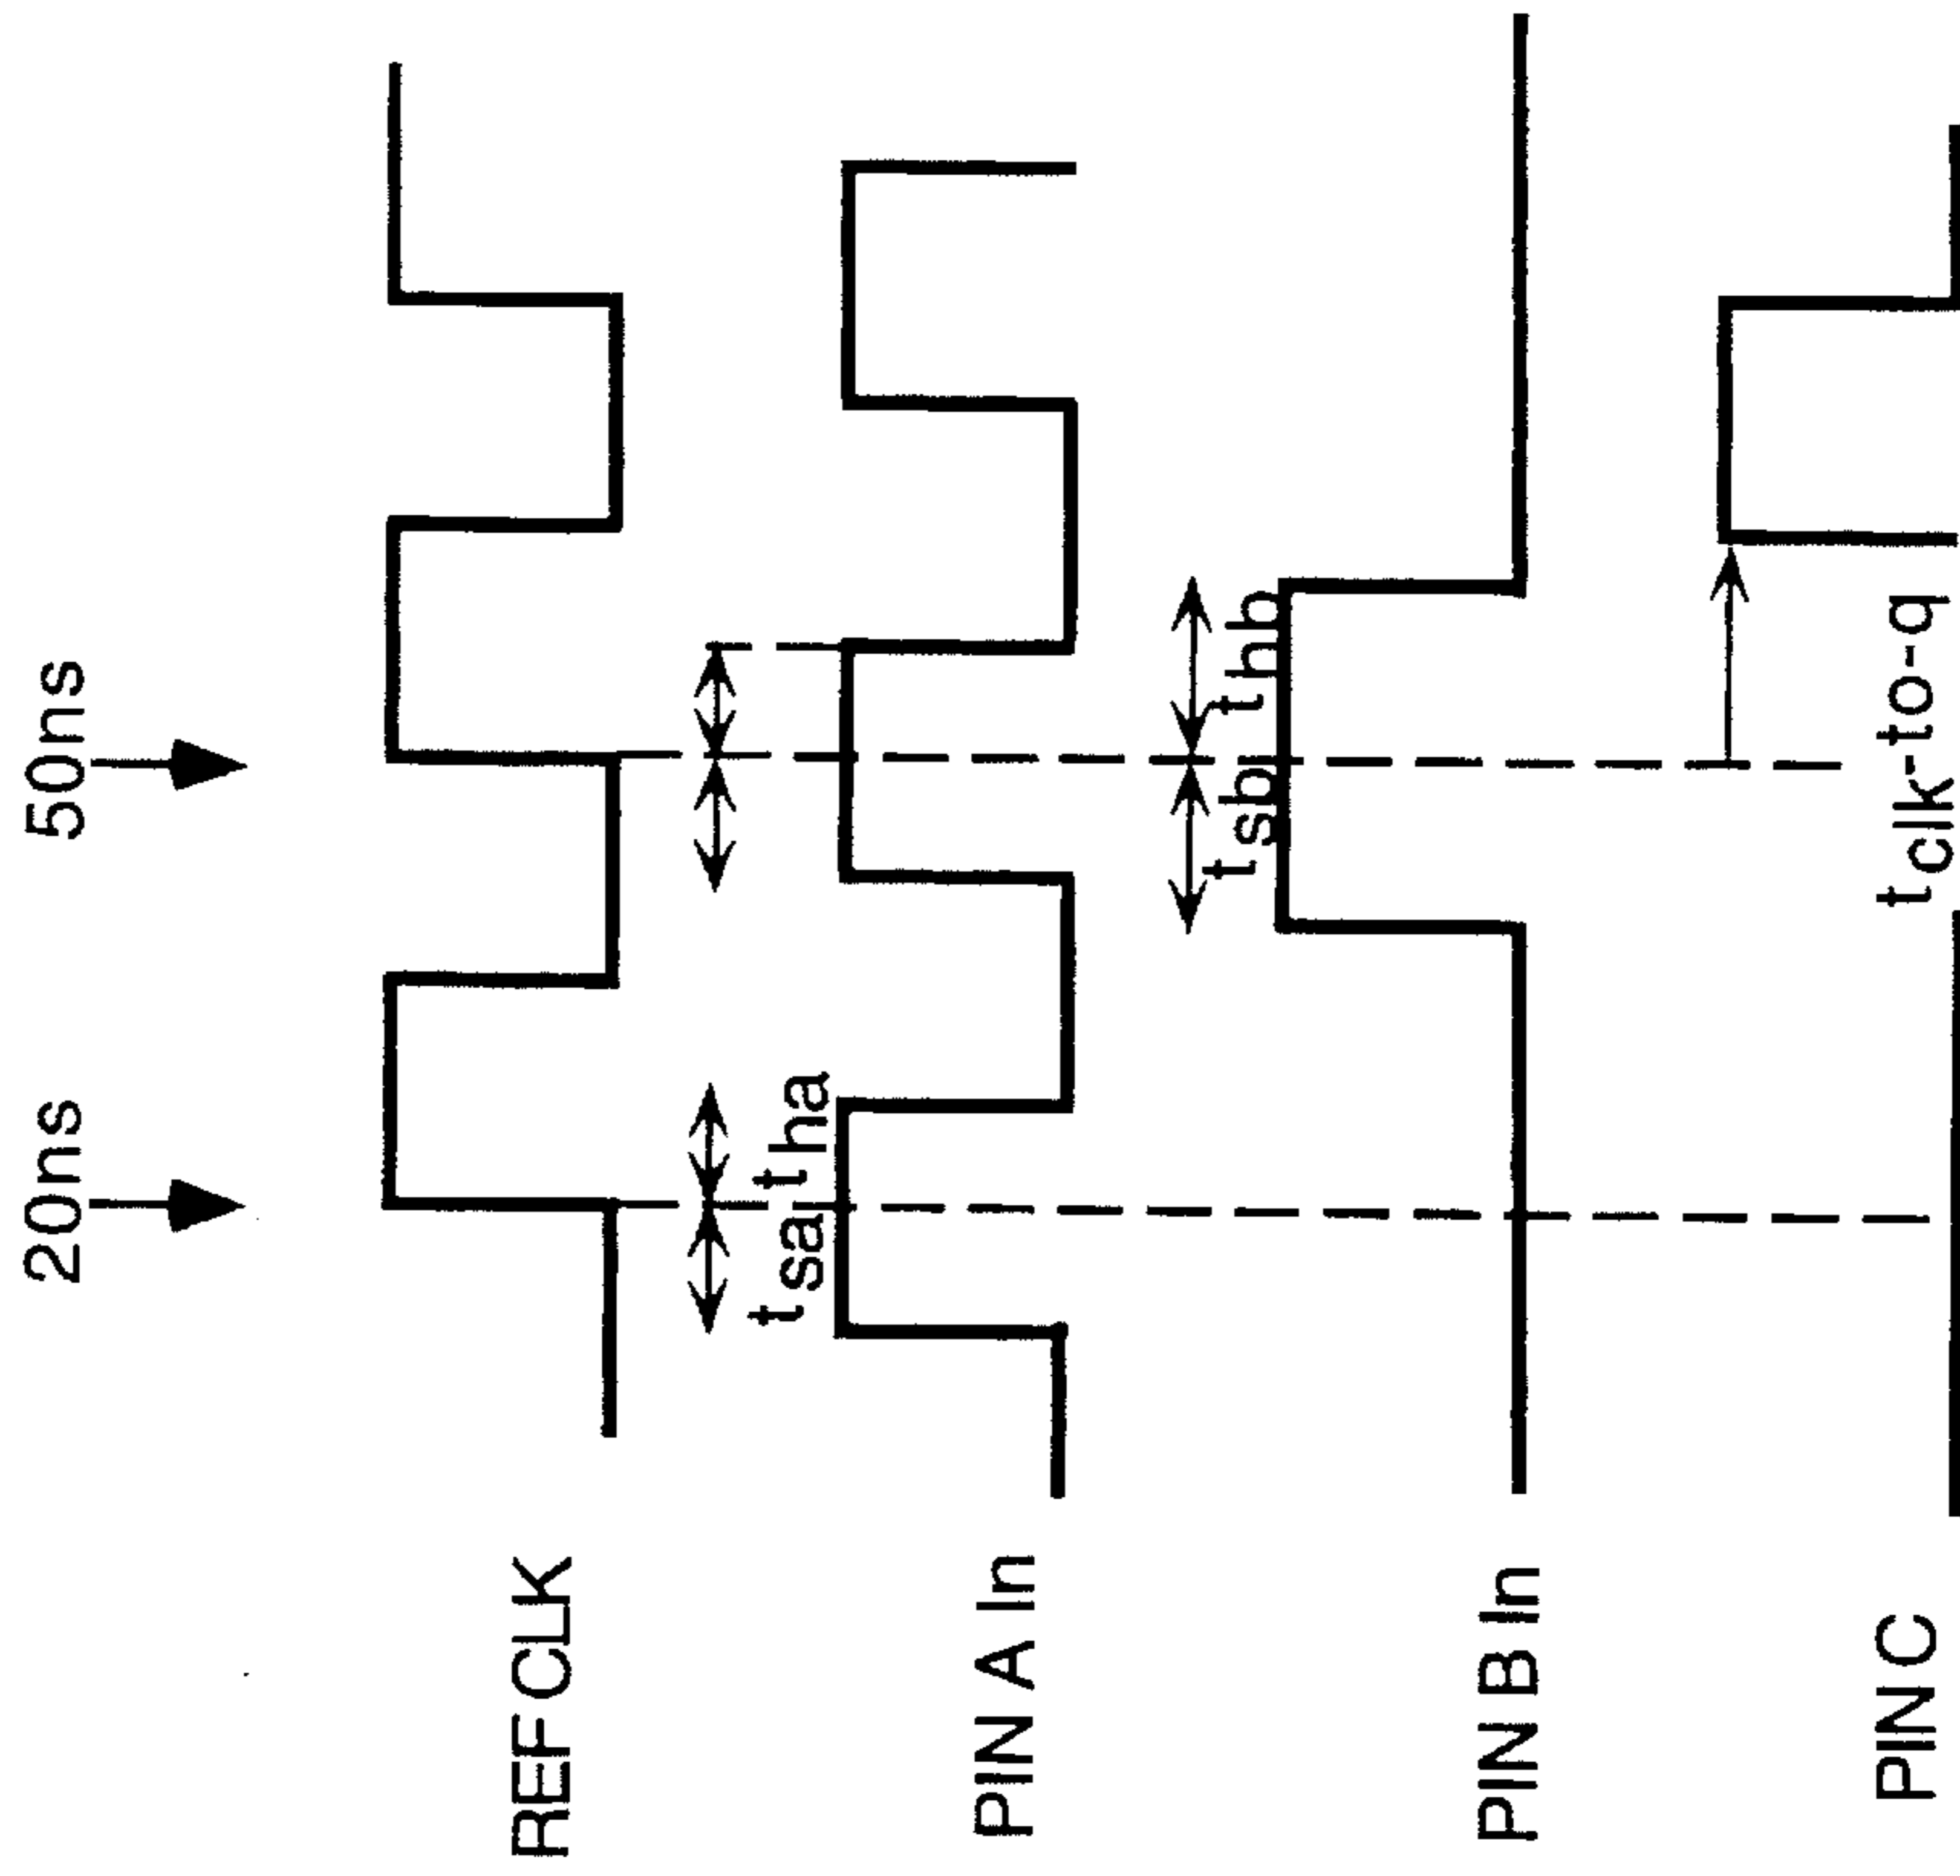 20ns 50ns
REF CLK
tsa tha
PIN A In
tsb thb
PIN B In
tclk-to-q
PIN C